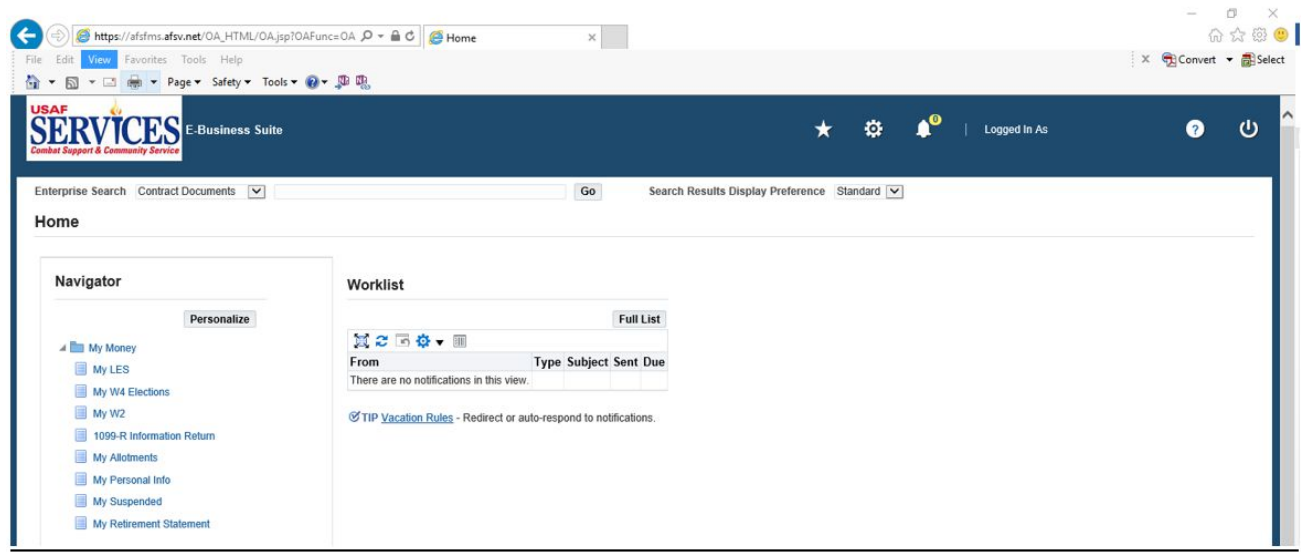 https://afsfms.afsv.net/OA_HTML/OA.jsp?OAFunc=OA
Home
File Edit View Favorites Tools Help
Convert Select
Page Safety Tools
USAF
SERVICES
Combat Support & Community Service
E-Business Suite
0
Logged In As
Enterprise Search Contract Documents Go Search Results Display Preference Standard
Home
Navigator
Personalize
My Money
My LES
My W4 Elections
My W2
1099-R Information Return
My Allotments
My Personal Info
My Suspended
My Retirement Statement
Worklist
Full List
From Type Subject Sent Due
There are no notifications in this view.
TIP Vacation Rules - Redirect or auto-respond to notifications.